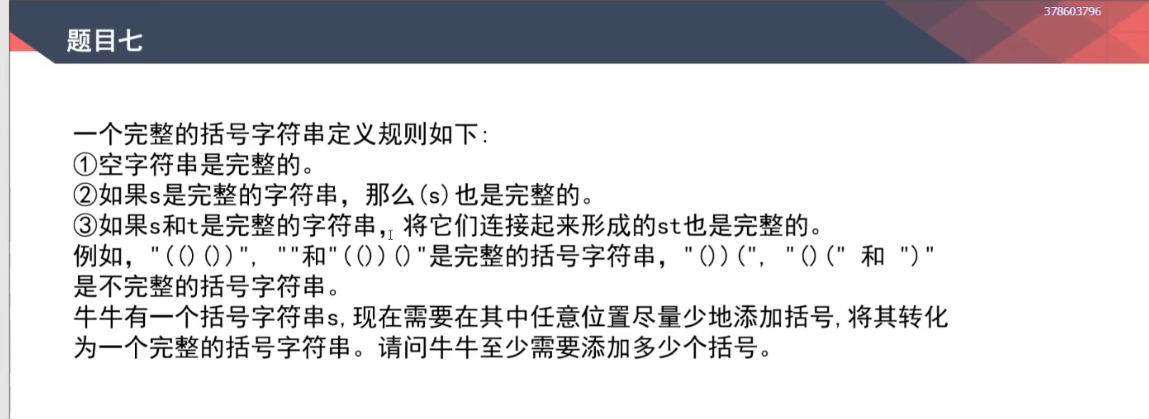 378603796
题目七
一个完整的括号字符串定义规则如下:
①空字符串是完整的。
②如果s是完整的字符串，那么(s)也是完整的。
③如果s和t是完整的字符串，将它们连接起来形成的st也是完整的。
例如，"(()())", ""和"(())()"是完整的括号字符串，"())(", "()(" 和 ")"
是不完整的括号字符串。
牛牛有一个括号字符串s,现在需要在其中任意位置尽量少地添加括号,将其转化
为一个完整的括号字符串。请问牛牛至少需要添加多少个括号。